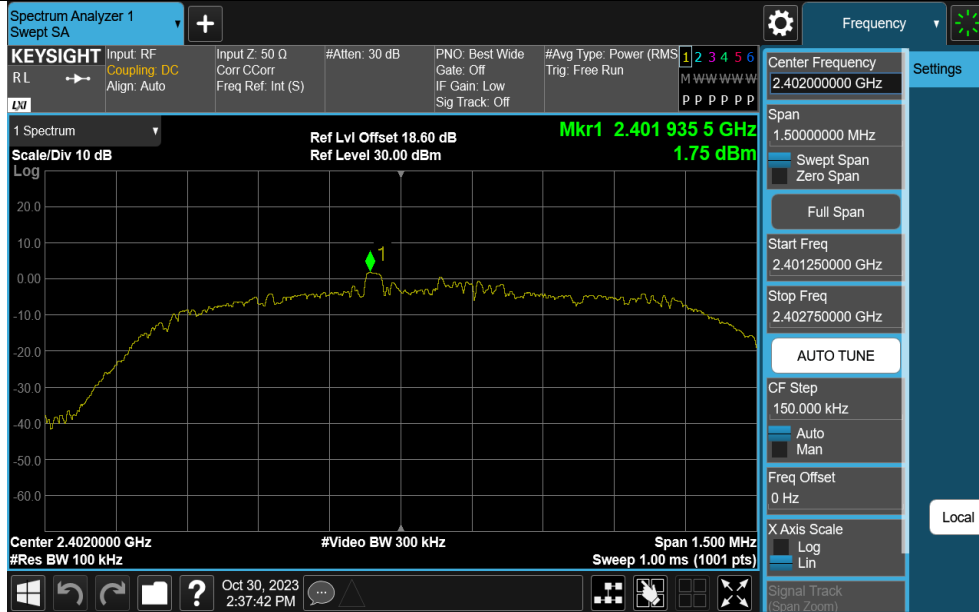 Spectrum Analyzer 1
Swept SA
+
Frequency
KEYSIGHT
RL
LXI
Input: RF
Coupling: DC
Align: Auto
Input Z: 50 Ω
Corr CCorr
Freq Ref: Int (S)
#Atten: 30 dB
PNO: Best Wide
Gate: Off
IF Gain: Low
Sig Track: Off
#Avg Type: Power (RMS
Trig: Free Run
1 2 3 4 5 6
M W W W W W
P P P P P P
1 Spectrum
Scale/Div 10 dB
Log
Ref Lvl Offset 18.60 dB
Ref Level 30.00 dBm
Mkr1 2.401 935 5 GHz
1.75 dBm
20.0
10.0
0.00
-10.0
-20.0
-30.0
-40.0
-50.0
-60.0
1
Center 2.4020 GHz
#Res BW 100 kHz
#Video BW 300 kHz
Span 1.500 MHz
Sweep 1.00 ms (1001 pts)
Center Frequency
2.402000000 GHz
Span
1.50000000 MHz
Swept Span
Zero Span
Full Span
Start Freq
2.401250000 GHz
Stop Freq
2.402750000 GHz
AUTO TUNE
CF Step
150.000 kHz
Auto
Man
Freq Offset
0 Hz
X Axis Scale
Log
Lin
Signal Track
(Span Zoom)
Settings
Local
?
Oct 30, 2023
2:37:42 PM